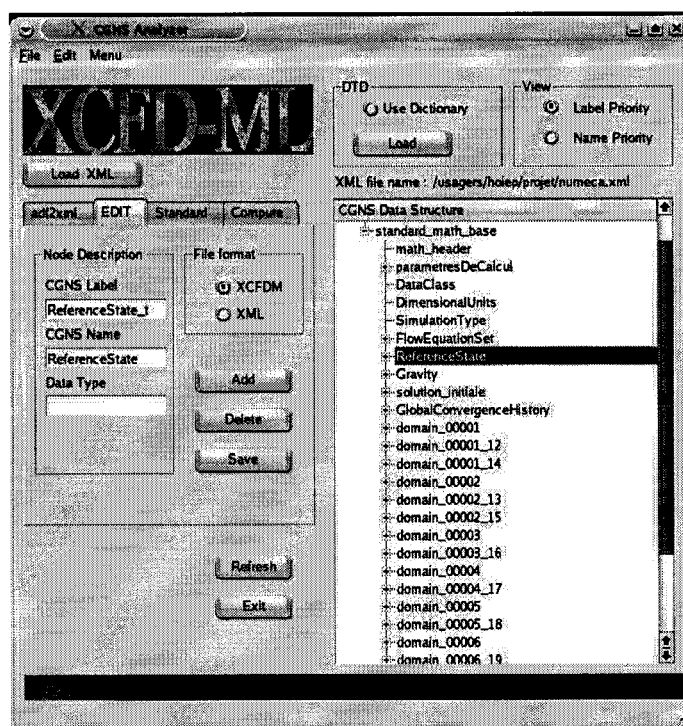 CGNS Analyzer
File Edit Menu
XCFD-ML
Load XML
adf2xml EDIT Standard Compute
Node Description
CGNS Label
ReferenceState_t
CGNS Name
ReferenceState
Data Type
File format
XCFDM
XML
Add
Delete
Save
Refresh
Exit
DTD
Use Dictionary
Load
View
Label Priority
Name Priority
XML file name : /usagers/hoiep/projet/numeca.xml
CGNS Data Structure
standard_math_base
math_header
parametresDeCalcul
DataClass
DimensionalUnits
SimulationType
FlowEquationSet
ReferenceState
Gravity
solution_initiale
GlobalConvergenceHistory
domain_00001
domain_00001_12
domain_00001_14
domain_00002
domain_00002_13
domain_00002_15
domain_00003
domain_00003_16
domain_00004
domain_00004_17
domain_00005
domain_00005_18
domain_00006
domain_00006_19